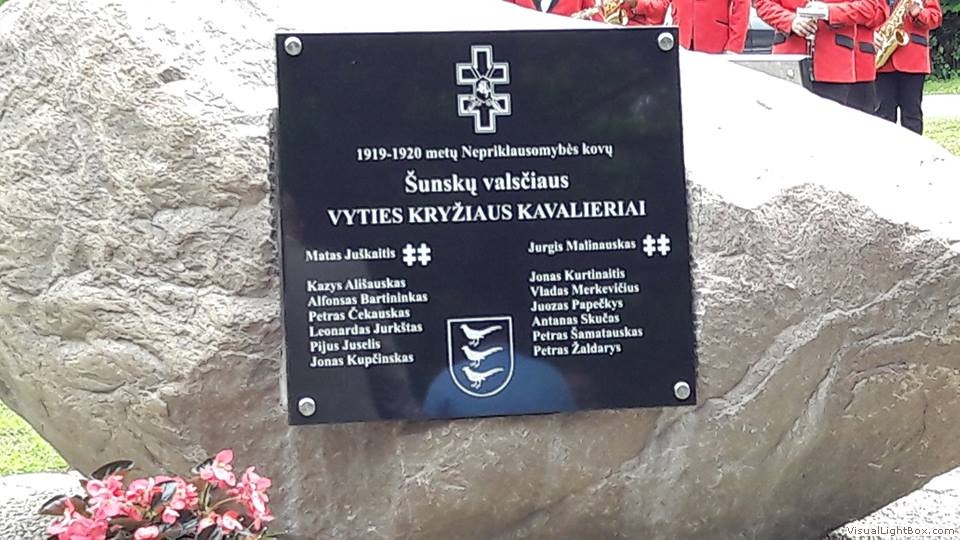 1919-1920 metų Nepriklausomybės kovų
Šunskų valsčiaus
VYTIES KRYŽIAUS KAVALIERIAI
Matas Juškaitis
Kazys Ališauskas
Alfonsas Bartininkas
Petras Čekauskas
Leonardas Jurkštas
Pijus Juselis
Jonas Kupčinskas
Jurgis Malinauskas
Jonas Kurtinaitis
Vladas Merkevičius
Juozas Papečkys
Antanas Skučas
Petras Šamatauskas
Petras Žaldarys
VisualLightBox.com